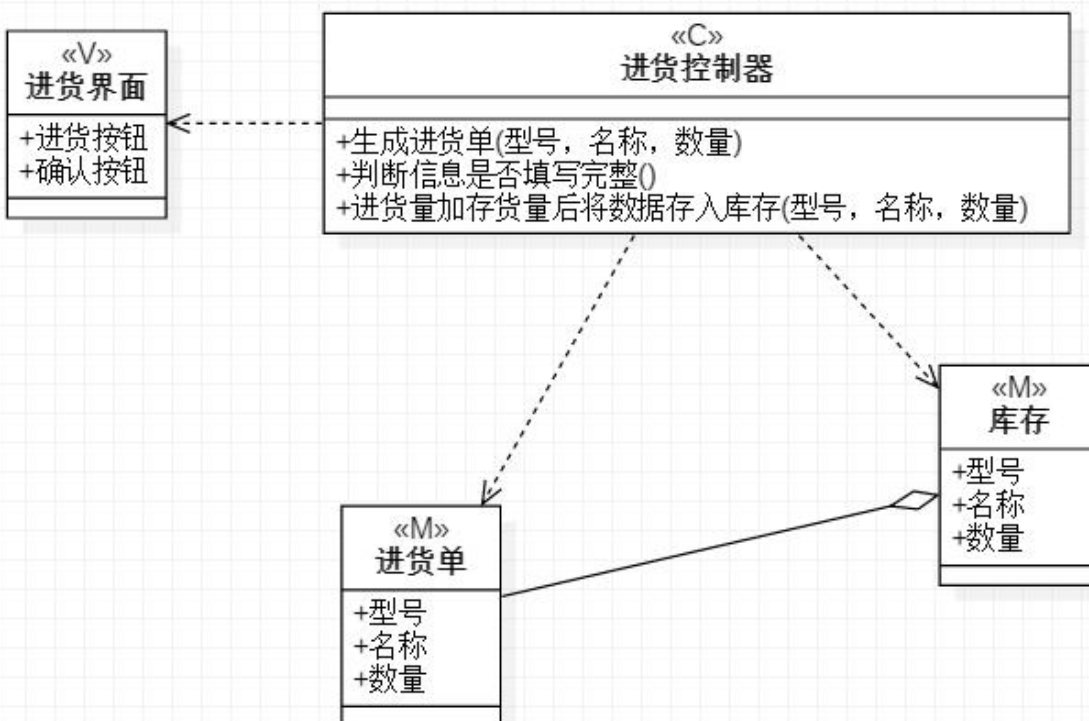 «V»
进货界面
+进货按钮
+确认按钮
«C»
进货控制器
+生成进货单(型号，名称，数量)
+判断信息是否填写完整()
+进货量加存货量后将数据存入库存(型号，名称，数量)
«M»
库存
+型号
+名称
+数量
«M»
进货单
+型号
+名称
+数量